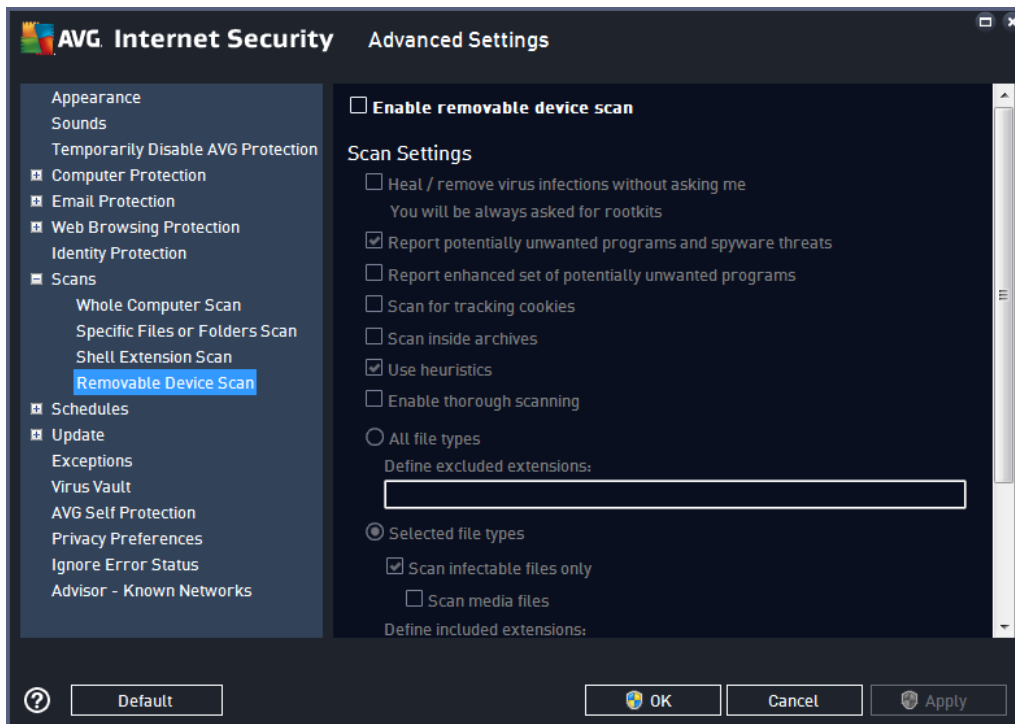 AVG. Internet Security Advanced Settings
Appearance
Sounds
Temporarily Disable AVG Protection
Computer Protection
Email Protection
Web Browsing Protection
Identity Protection
Scans
Whole Computer Scan
Specific Files or Folders Scan
Shell Extension Scan
Removable Device Scan
Schedules
Update
Exceptions
Virus Vault
AVG Self Protection
Privacy Preferences
Ignore Error Status
Advisor - Known Networks
Enable removable device scan
Scan Settings
Heal / remove virus infections without asking me
You will be always asked for rootkits
Report potentially unwanted programs and spyware threats
Report enhanced set of potentially unwanted programs
Scan for tracking cookies
Scan inside archives
Use heuristics
Enable thorough scanning
All file types
Define excluded extensions:
Selected file types
Scan infectable files only
Scan media files
Define included extensions:
? Default OK Cancel Apply